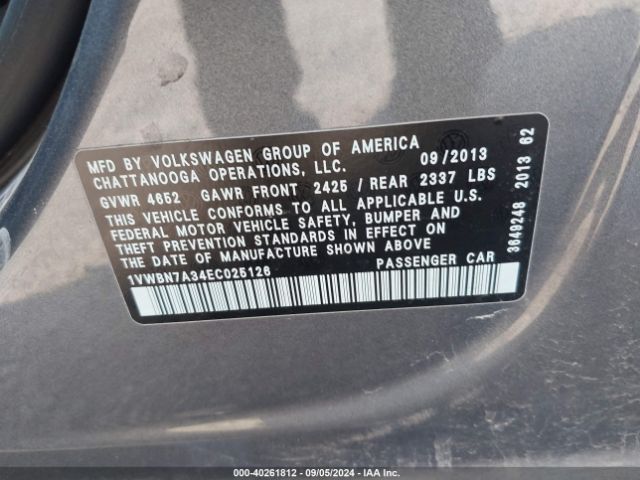 MFD BY VOLKSWAGEN GROUP OF AMERICA
CHATTANOOGA OPERATIONS, LLC. 09/2013
GVWR 4652 GAWR FRONT 2425 / REAR 2337 LBS
THIS VEHICLE CONFORMS TO ALL APPLICABLE U.S.
FEDERAL MOTOR VEHICLE SAFETY, BUMPER AND
THEFT PREVENTION STANDARDS IN EFFECT ON
THE DATE OF MANUFACTURE SHOWN ABOVE
1VWBN7A34EC025126 PASSENGER CAR
3649248 2013 62
000-40261812 - 09/05/2024 - IAA Inc.